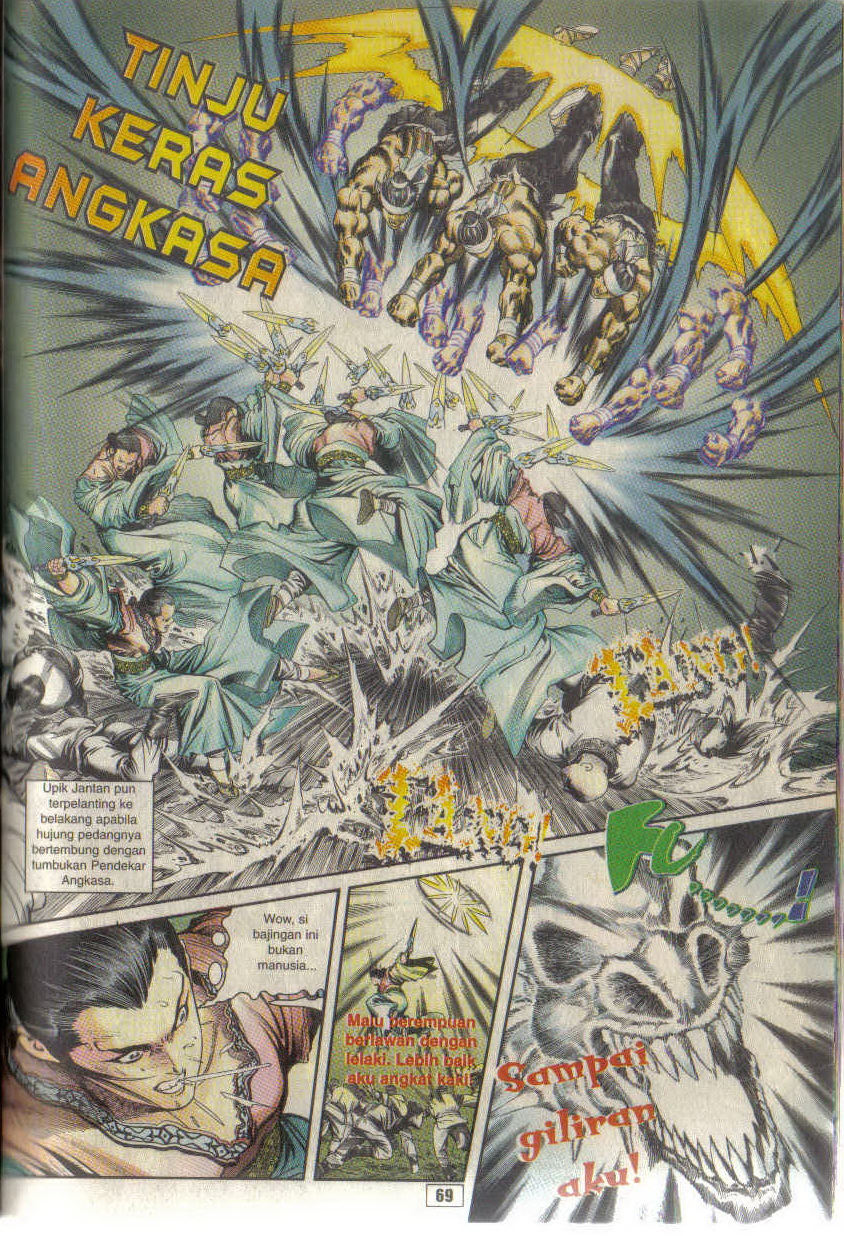 TINJU
KERAS
ANGKASA
Upik Jantan pun
terpelanting ke
belakang apabila
hujung pedangnya
bertembung dengan
tumbukan Pendekar
Angkasa.
Wow, si
bajingan ini
bukan
manusia...
Malu perempuan
berlawan dengan
lelaki. Lebih baik
aku angkat kaki!
Sampai
giliran
aku!
69